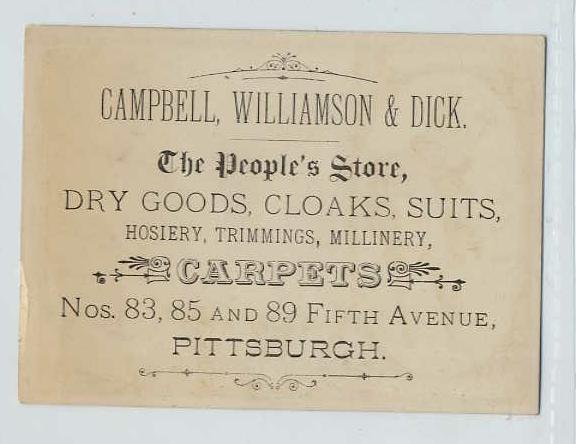 CAMPBELL, WILLIAMSON & DICK.
The People's Store,
DRY GOODS, CLOAKS, SUITS,
HOSIERY, TRIMMINGS, MILLINERY,
CARPETS
Nos. 83, 85 AND 89 FIFTH AVENUE,
PITTSBURGH.